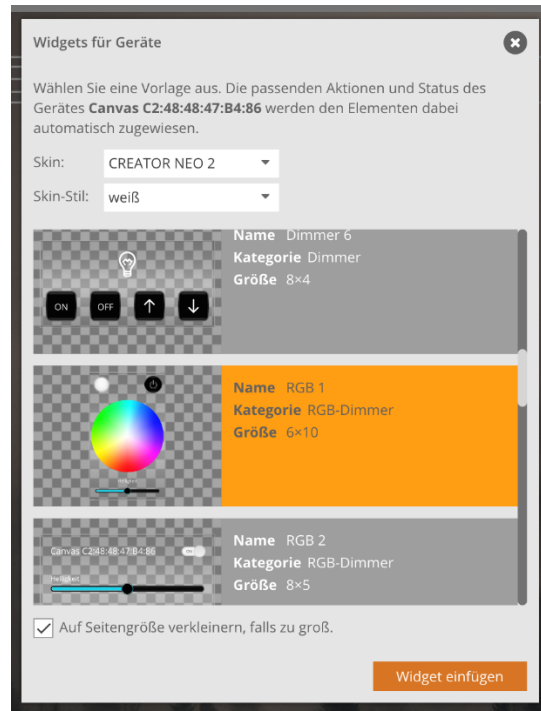 Widgets für Geräte
Wählen Sie eine Vorlage aus. Die passenden Aktionen und Status des
Gerätes Canvas C2:48:48:47:B4:86 werden den Elementen dabei
automatisch zugewiesen.
Skin: CREATOR NEO 2
Skin-Stil: weiß
Name Dimmer 6
Kategorie Dimmer
Größe 8×4
ON OFF
Name RGB 1
Kategorie RGB-Dimmer
Größe 6×10
Helligkeit
Name RGB 2
Kategorie RGB-Dimmer
Größe 8×5
Canvas C2:48:48:47:B4:86 ON
Helligkeit
Auf Seitengröße verkleinern, falls zu groß.
Widget einfügen